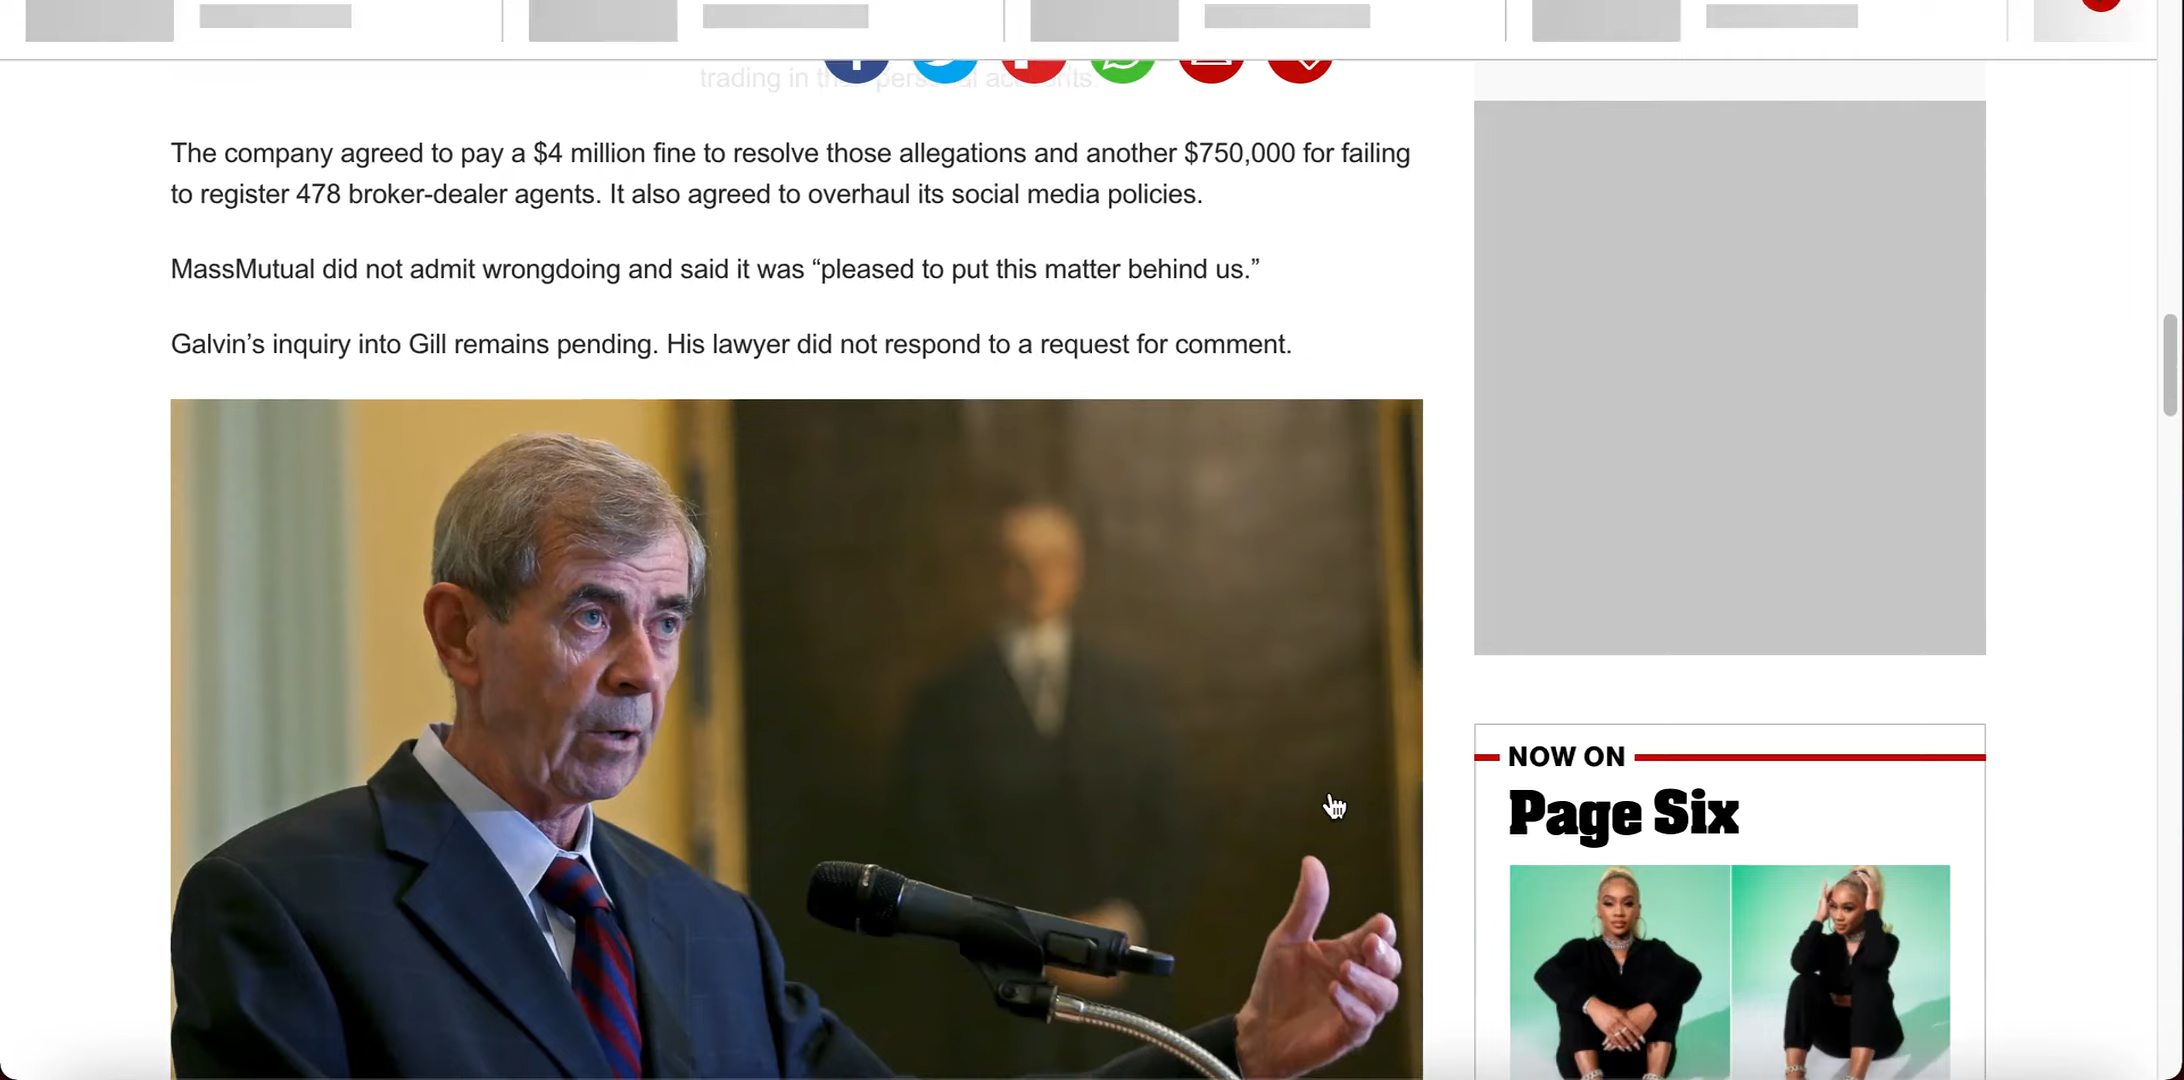 trading in their personal accounts
The company agreed to pay a $4 million fine to resolve those allegations and another $750,000 for failing
to register 478 broker-dealer agents. It also agreed to overhaul its social media policies.
MassMutual did not admit wrongdoing and said it was “pleased to put this matter behind us.”
Galvin’s inquiry into Gill remains pending. His lawyer did not respond to a request for comment.
NOW ON
Page Six